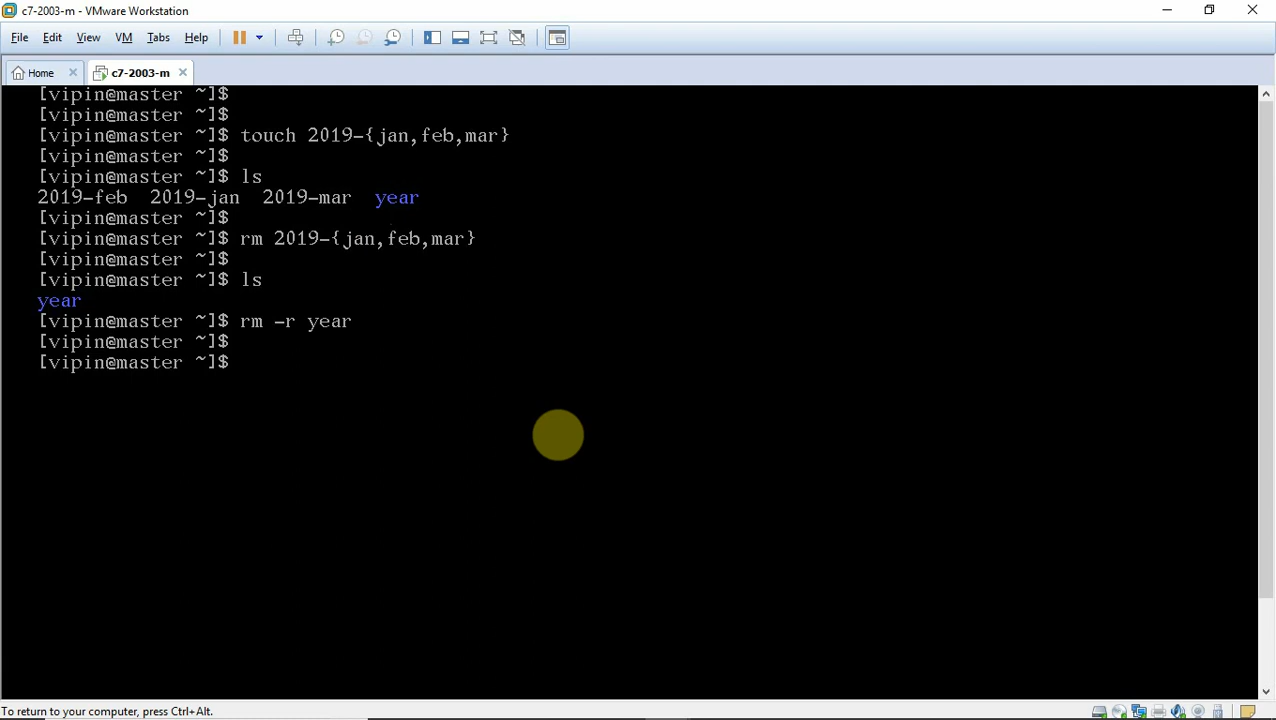 c7-2003-m - VMware Workstation
File Edit View VM Tabs Help
Home c7-2003-m
[vipin@master ~]$
[vipin@master ~]$
[vipin@master ~]$ touch 2019-{jan,feb,mar}
[vipin@master ~]$
[vipin@master ~]$ ls
2019-feb 2019-jan 2019-mar year
[vipin@master ~]$
[vipin@master ~]$ rm 2019-{jan,feb,mar}
[vipin@master ~]$
[vipin@master ~]$ ls
year
[vipin@master ~]$ rm -r year
[vipin@master ~]$
[vipin@master ~]$
To return to your computer, press Ctrl+Alt.